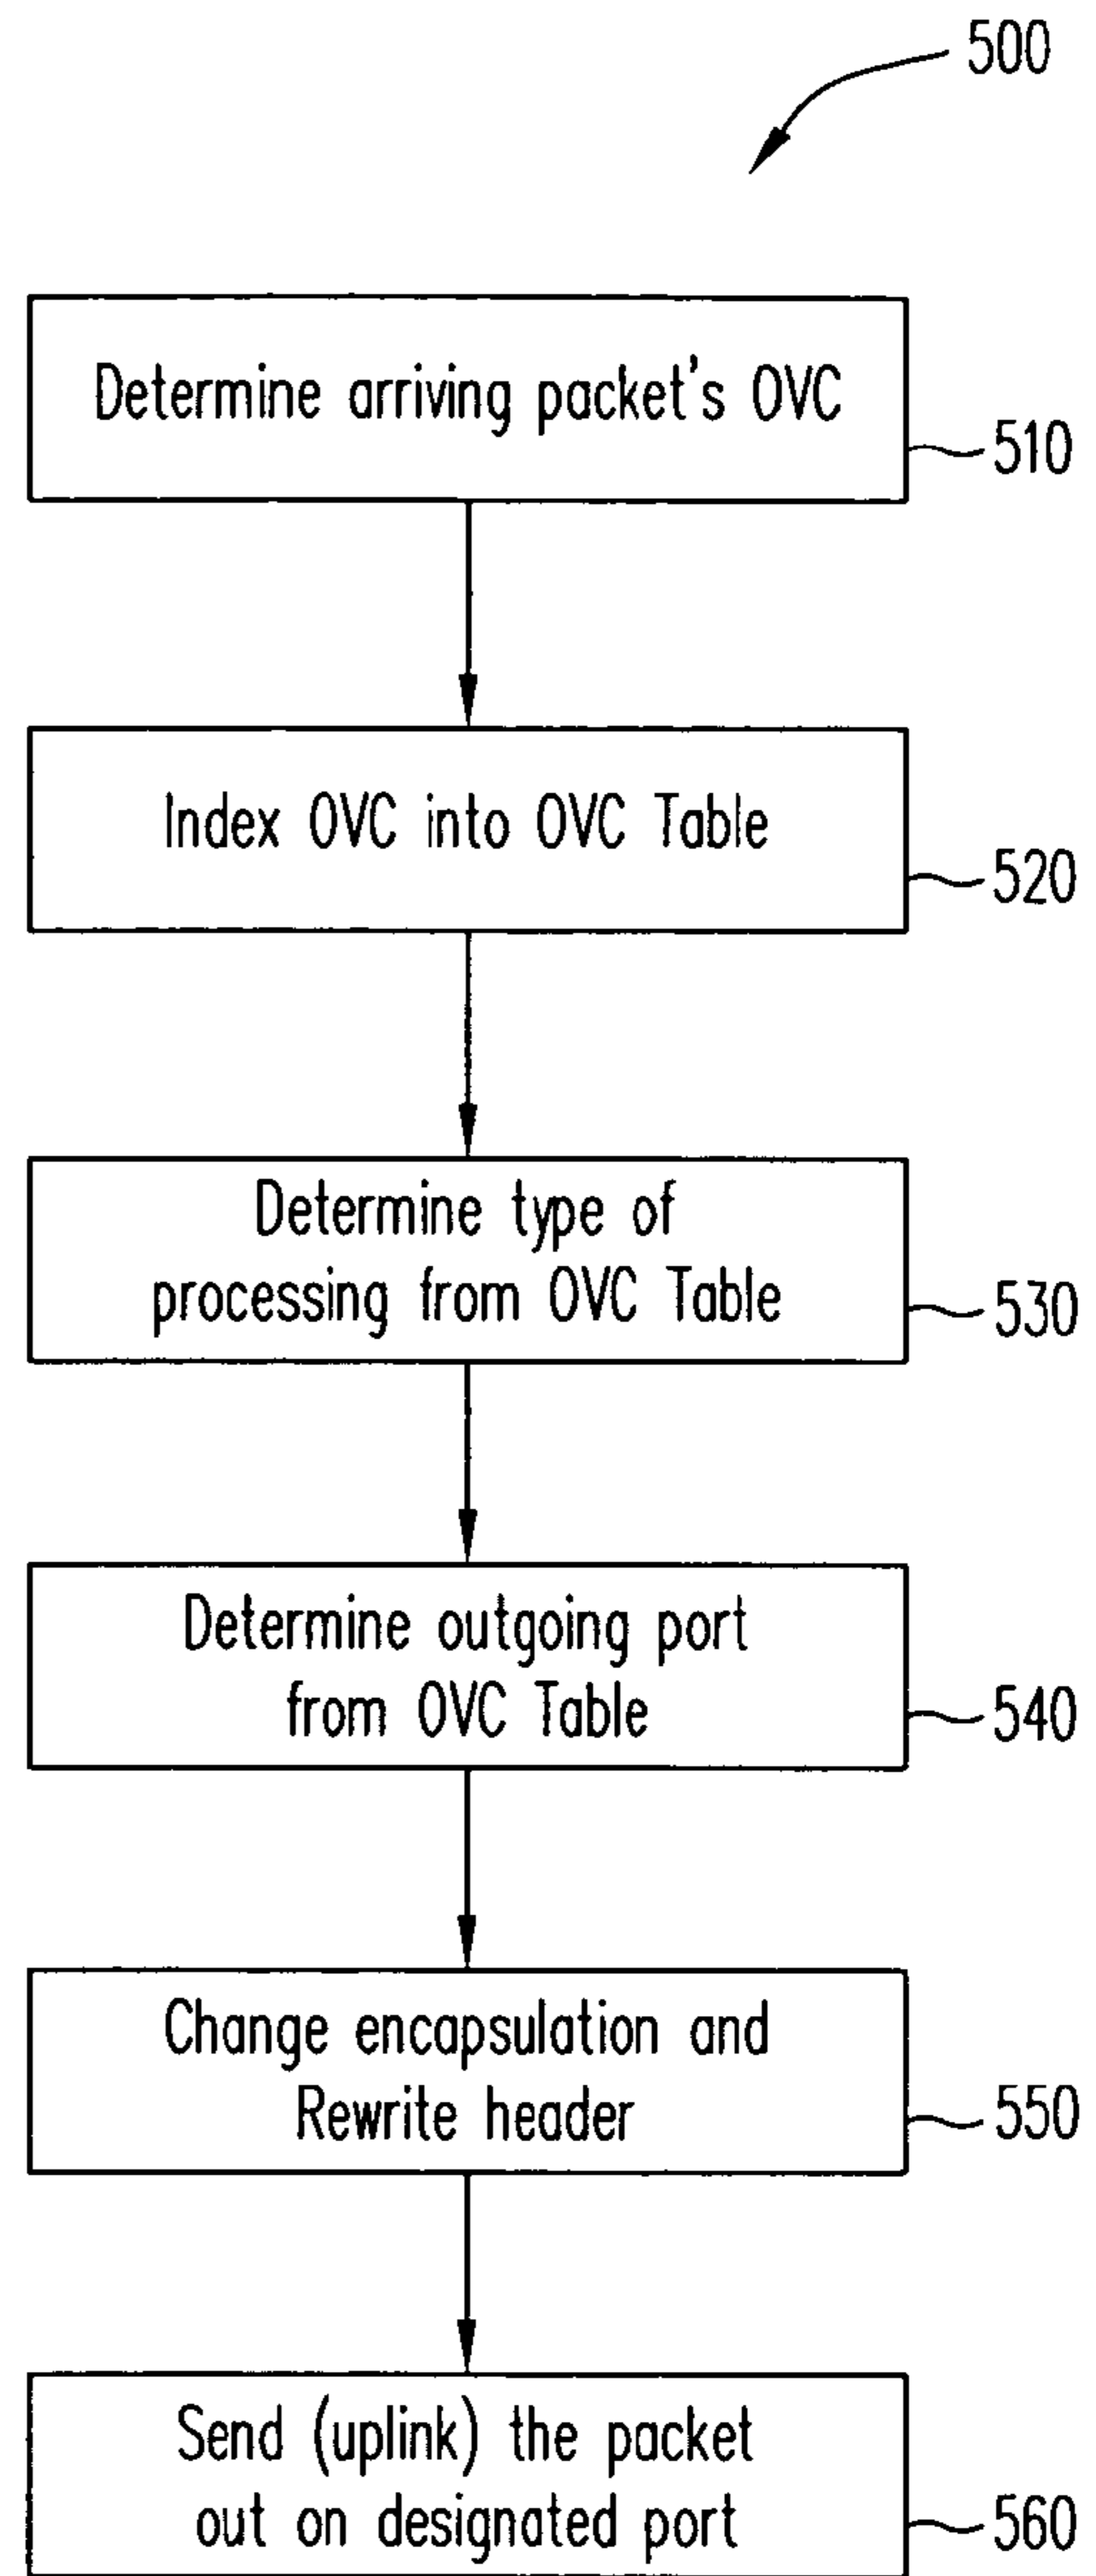 500
Determine arriving packet's OVC
510
Index OVC into OVC Table
520
Determine type of
processing from OVC Table
530
Determine outgoing port
from OVC Table
540
Change encapsulation and
Rewrite header
550
Send (uplink) the packet
out on designated port
560